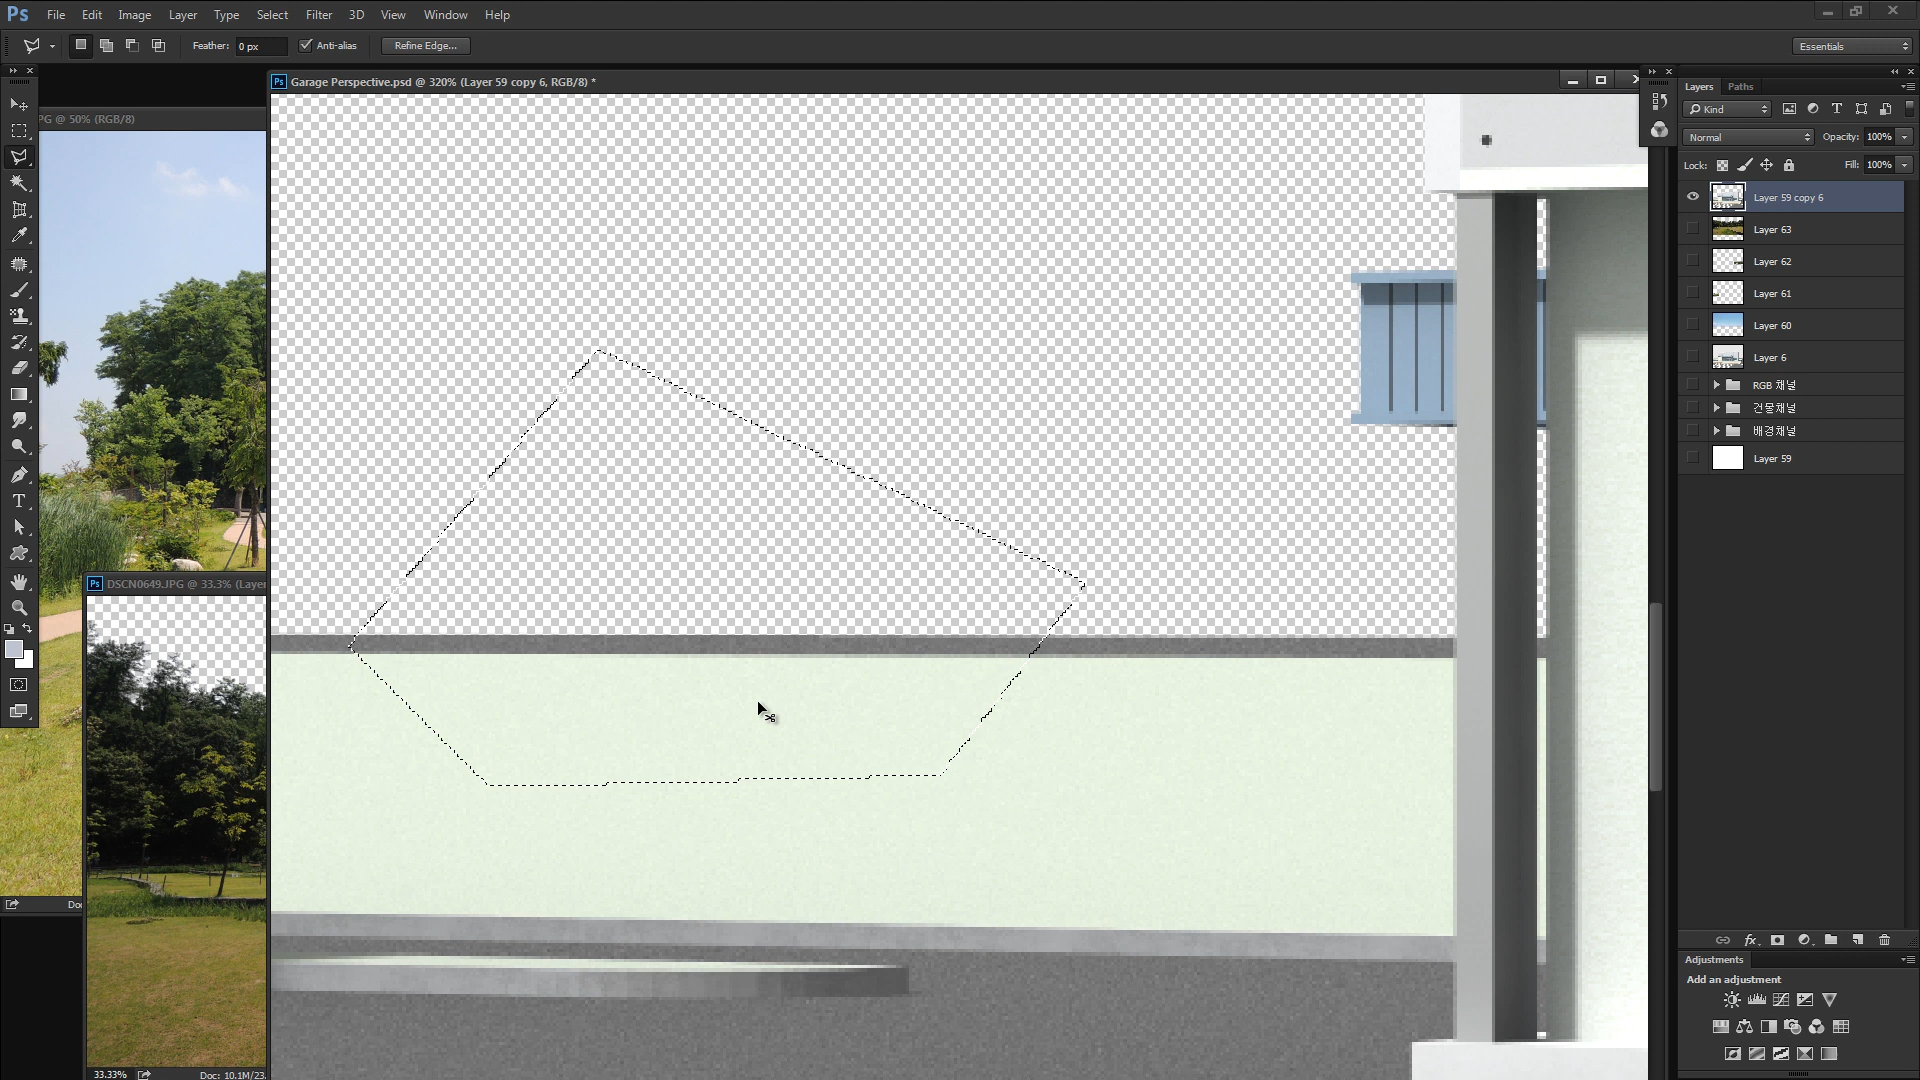 Ps File Edit Image Layer Type Select Filter 3D View Window Help
Feather: 0 px Anti-alias Refine Edge... Essentials
Ps Garage Perspective.psd @ 320% (Layer 59 copy 6, RGB/8) *
PG @ 50% (RGB/8)
Layers Paths
Kind
Normal Opacity: 100%
Lock: Fill: 100%
Layer 59 copy 6
Layer 63
Layer 62
Layer 61
Layer 60
Layer 6
RGB 채널
건물채널
배경채널
Layer 59
Ps DSCN0649.JPG @ 33.3% (Layer
Doc
33.33% Doc: 10.1M/23.
Adjustments
Add an adjustment